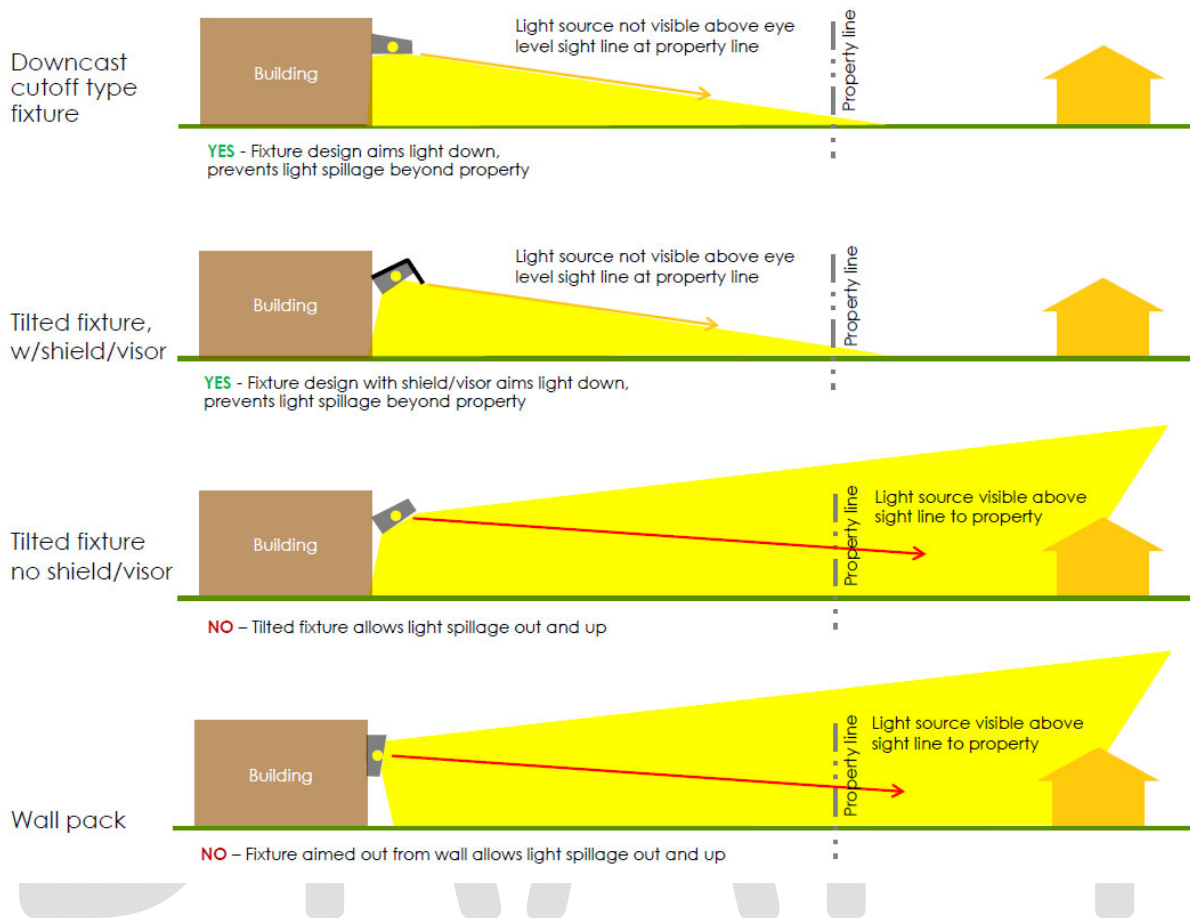 Downcast
cutoff type
fixture
Building
Light source not visible above eye
level sight line at property line
Property line
YES - Fixture design aims light down,
prevents light spillage beyond property
Tilted fixture,
w/shield/visor
Building
Light source not visible above eye
level sight line at property line
Property line
YES - Fixture design with shield/visor aims light down,
prevents light spillage beyond property
Tilted fixture
no shield/visor
Building
Light source visible above
sight line to property
Property line
NO – Tilted fixture allows light spillage out and up
Wall pack
Building
Light source visible above
sight line to property
Property line
NO – Fixture aimed out from wall allows light spillage out and up